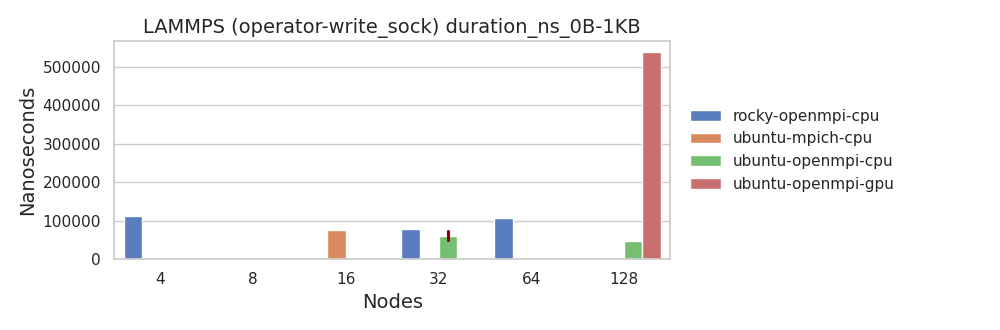 LAMMPS (operator-write_sock) duration_ns_0B-1KB
Nanoseconds
500000
400000
300000
200000
100000
0
4 8 16 32 64 128
Nodes
rocky-openmpi-cpu
ubuntu-mpich-cpu
ubuntu-openmpi-cpu
ubuntu-openmpi-gpu